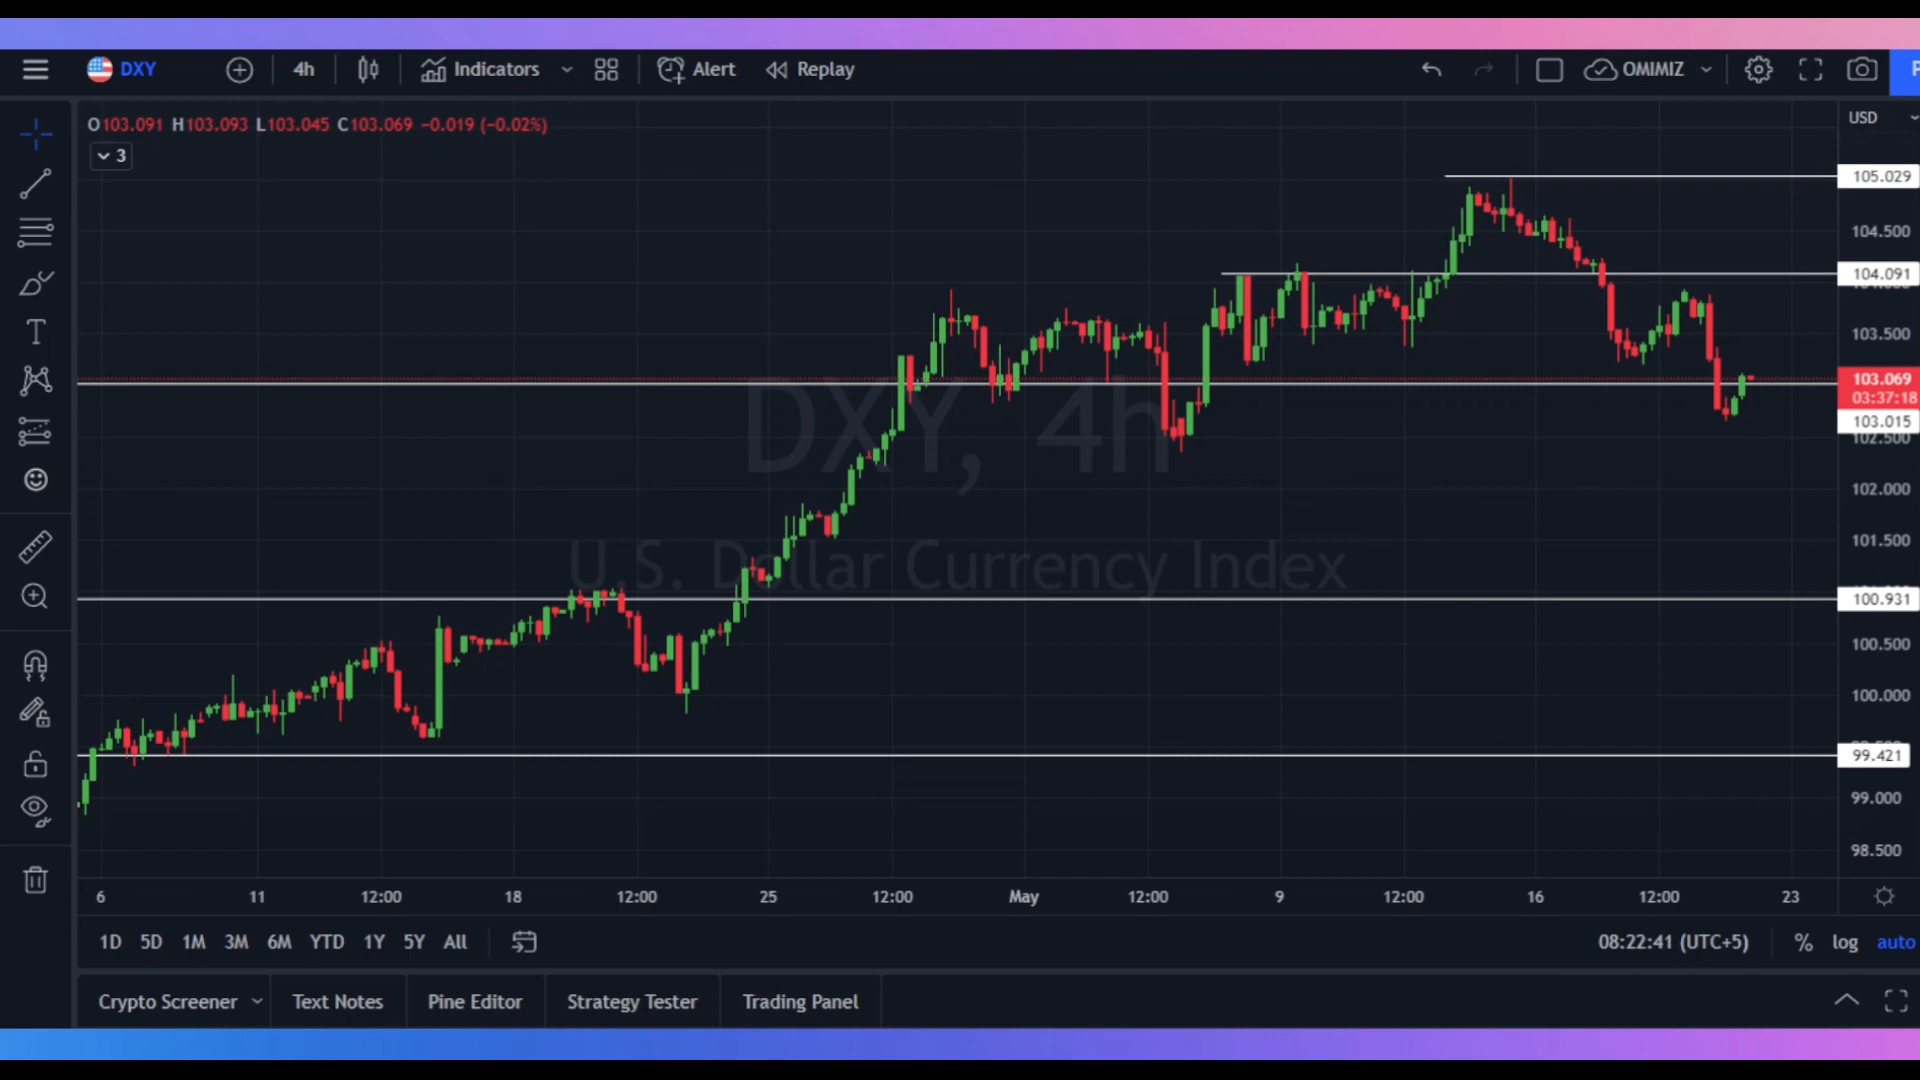 DXY 4h Indicators Alert Replay OMIMIZ P
O103.091 H103.093 L103.045 C103.069 −0.019 (−0.02%)
3
USD
105.029
104.500
104.091
103.500
103.069
03:37:18
103.015
102.500
102.000
101.500
100.931
100.500
100.000
99.421
99.000
98.500
DXY, 4h
U.S. Dollar Currency Index
6 11 12:00 18 12:00 25 12:00 May 12:00 9 12:00 16 12:00 23
1D 5D 1M 3M 6M YTD 1Y 5Y All 08:22:41 (UTC+5) % log auto
Crypto Screener Text Notes Pine Editor Strategy Tester Trading Panel